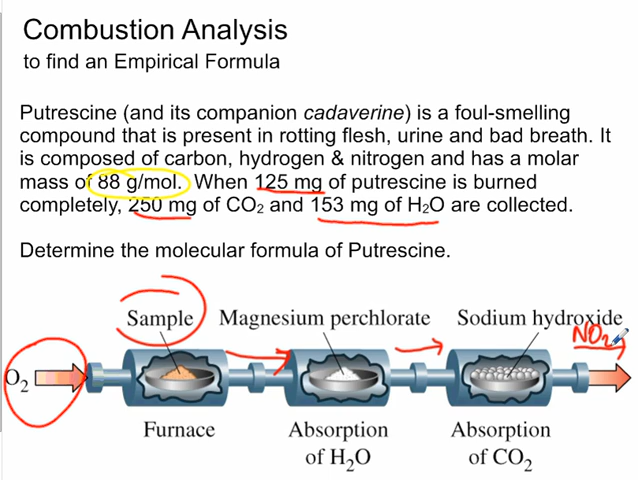 Combustion Analysis
to find an Empirical Formula
Putrescine (and its companion cadaverine) is a foul-smelling
compound that is present in rotting flesh, urine and bad breath. It
is composed of carbon, hydrogen & nitrogen and has a molar
mass of 88 g/mol. When 125 mg of putrescine is burned
completely, 250 mg of CO₂ and 153 mg of H₂O are collected.
Determine the molecular formula of Putrescine.
Sample Magnesium perchlorate Sodium hydroxide
NO₂
O₂
Furnace Absorption Absorption
of H₂O of CO₂